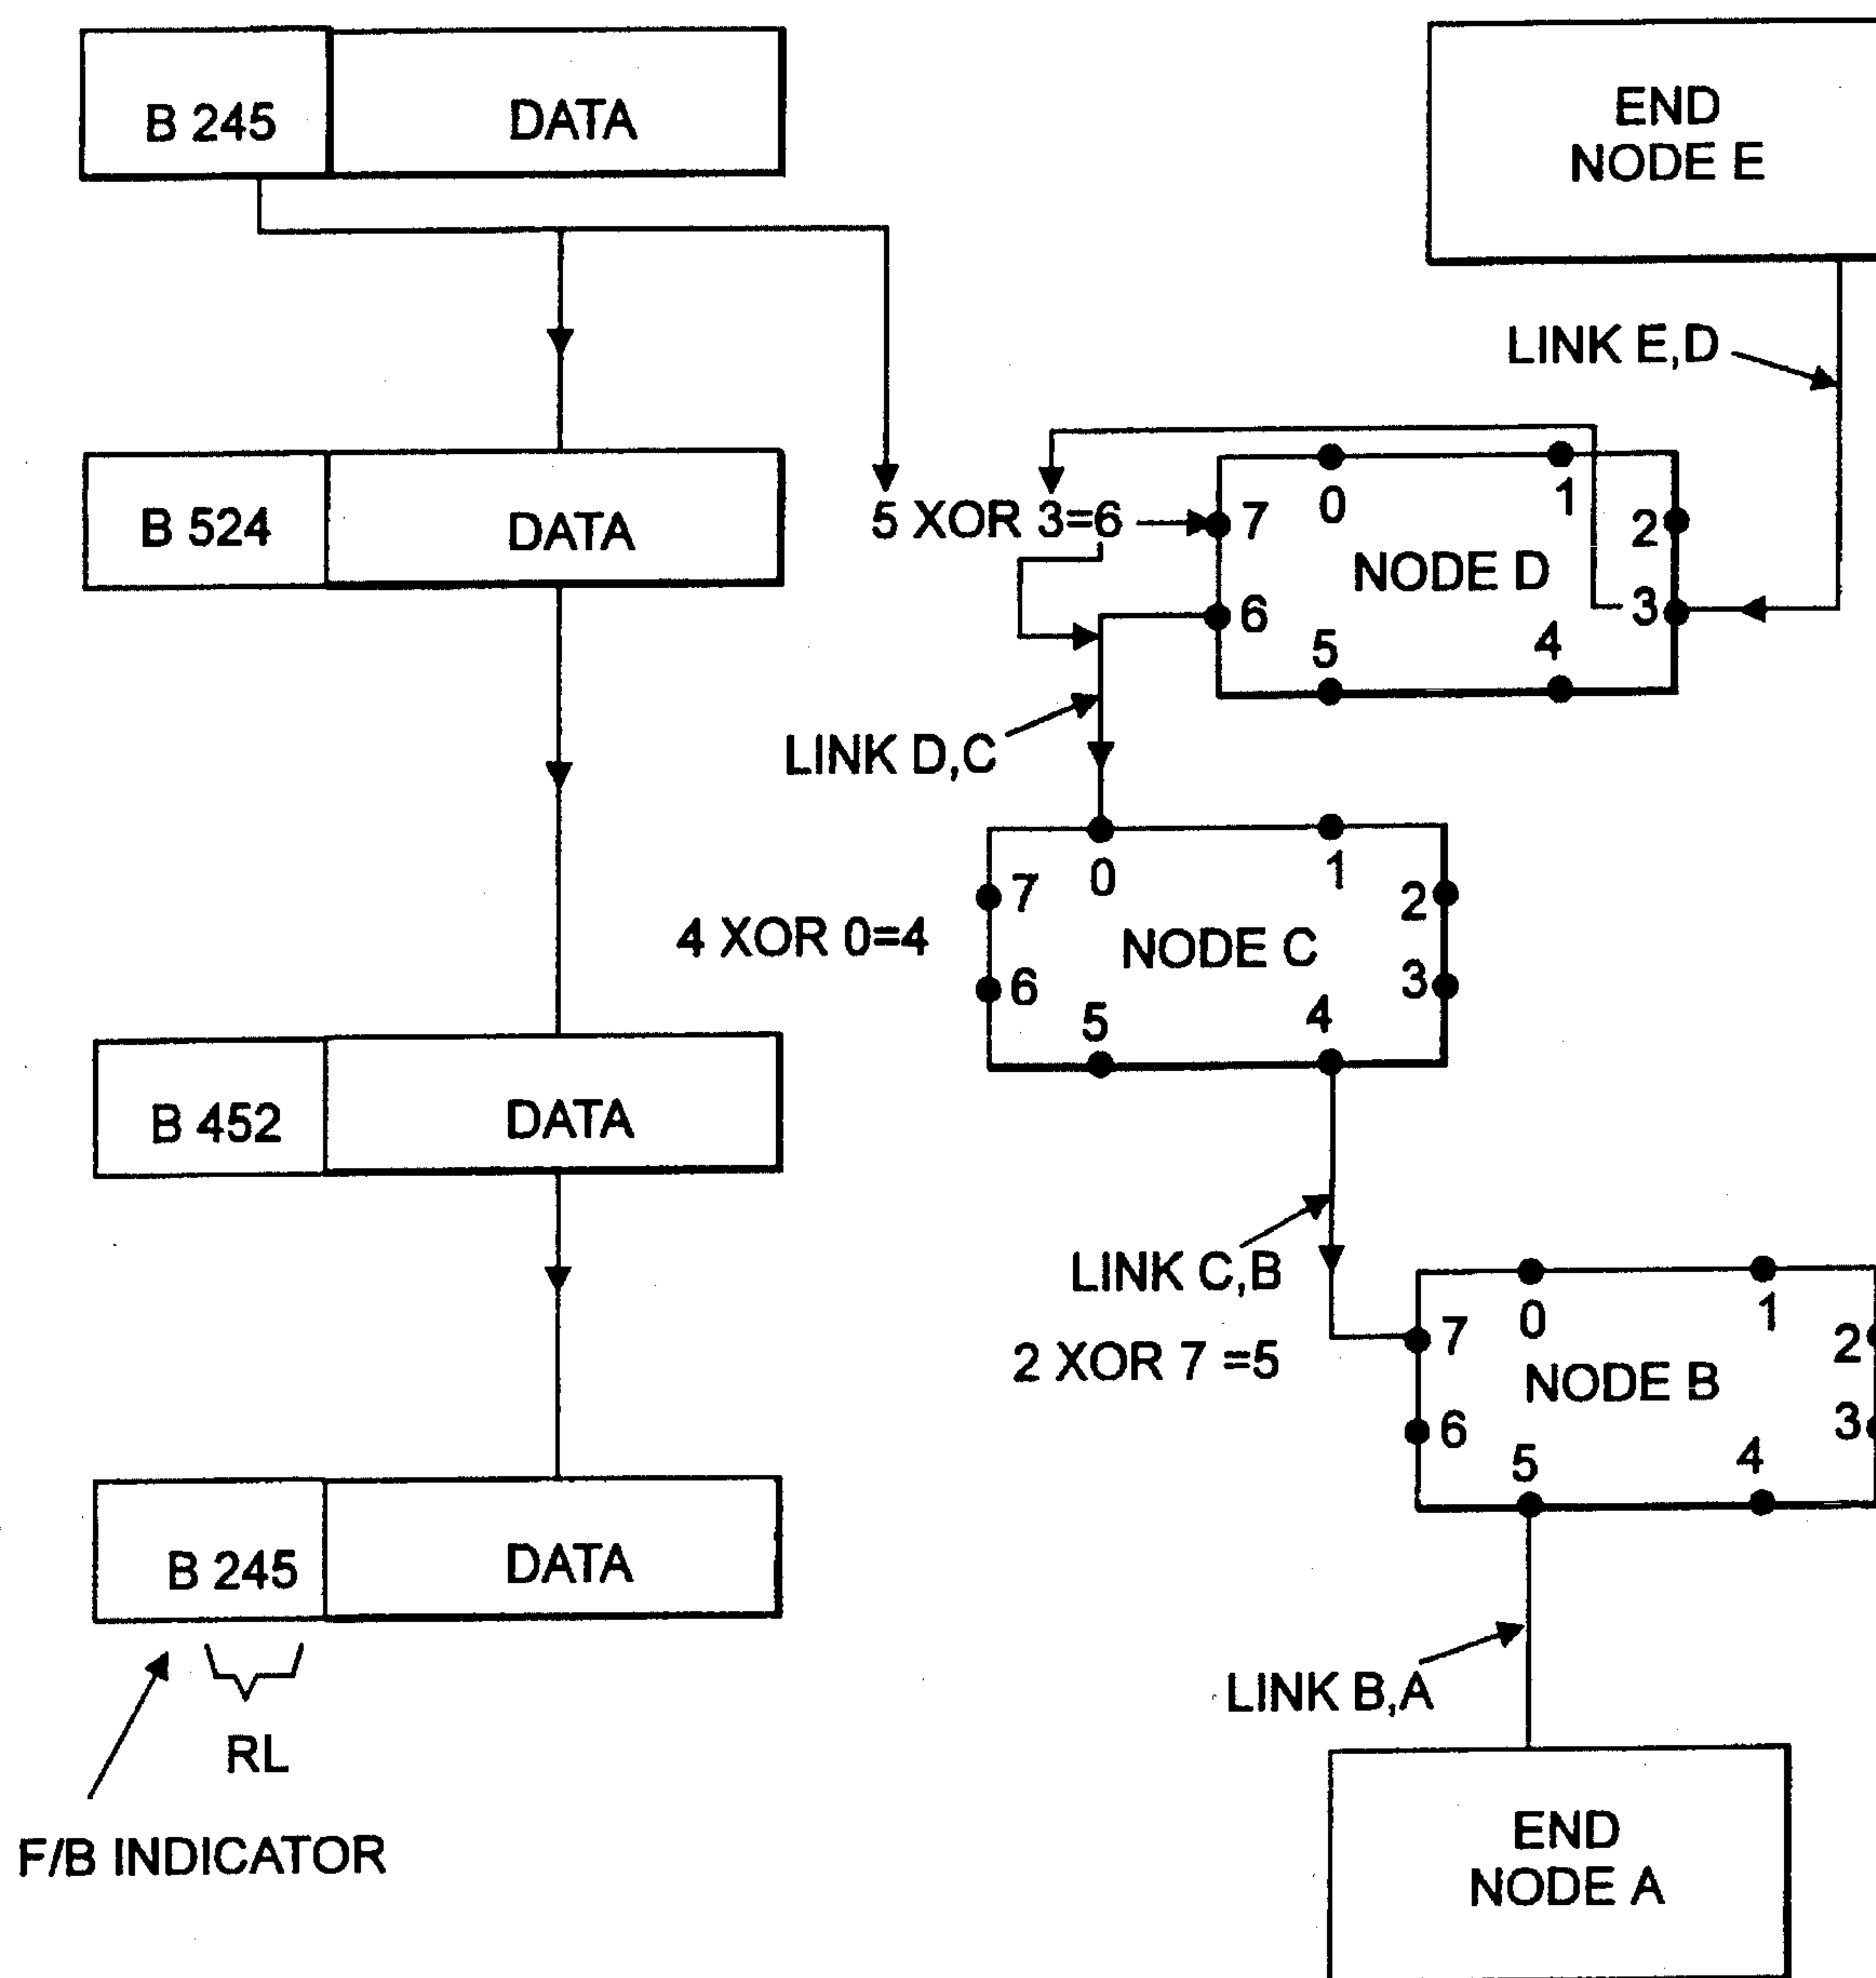 B 245
DATA
END
NODE E
LINK E,D
B 524
DATA
5 XOR 3=6
0
1
2
3
4
5
6
7
NODE D
LINK D,C
4 XOR 0=4
0
1
2
3
4
5
6
7
NODE C
B 452
DATA
LINK C,B
2 XOR 7 =5
0
1
2
3
4
5
6
7
NODE B
B 245
DATA
RL
F/B INDICATOR
LINK B,A
END
NODE A